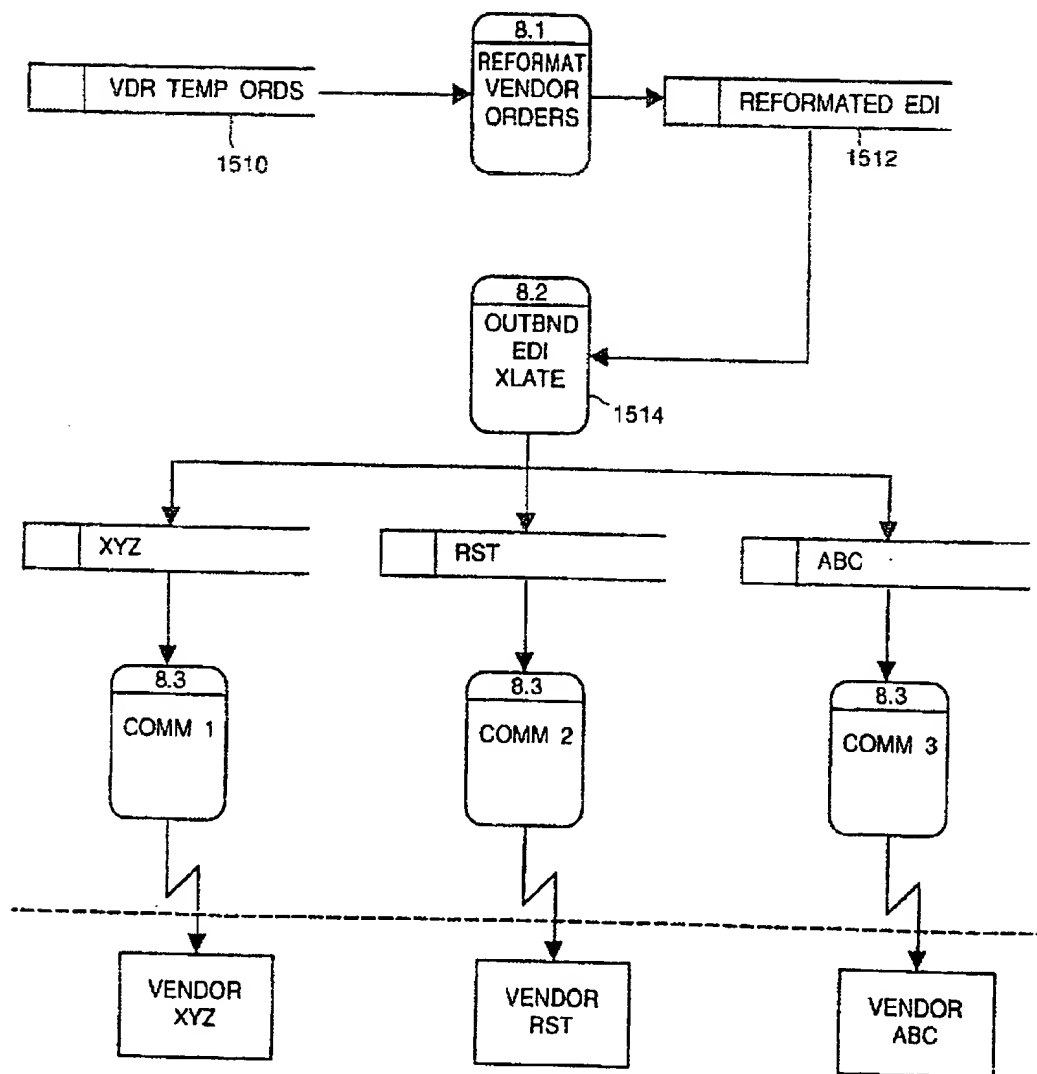 8.1
REFORMAT
VENDOR
ORDERS
VDR TEMP ORDS
REFORMATED EDI
1510
1512
8.2
OUTBND
EDI
XLATE
1514
XYZ
RST
ABC
8.3
COMM 1
8.3
COMM 2
8.3
COMM 3
VENDOR
XYZ
VENDOR
RST
VENDOR
ABC